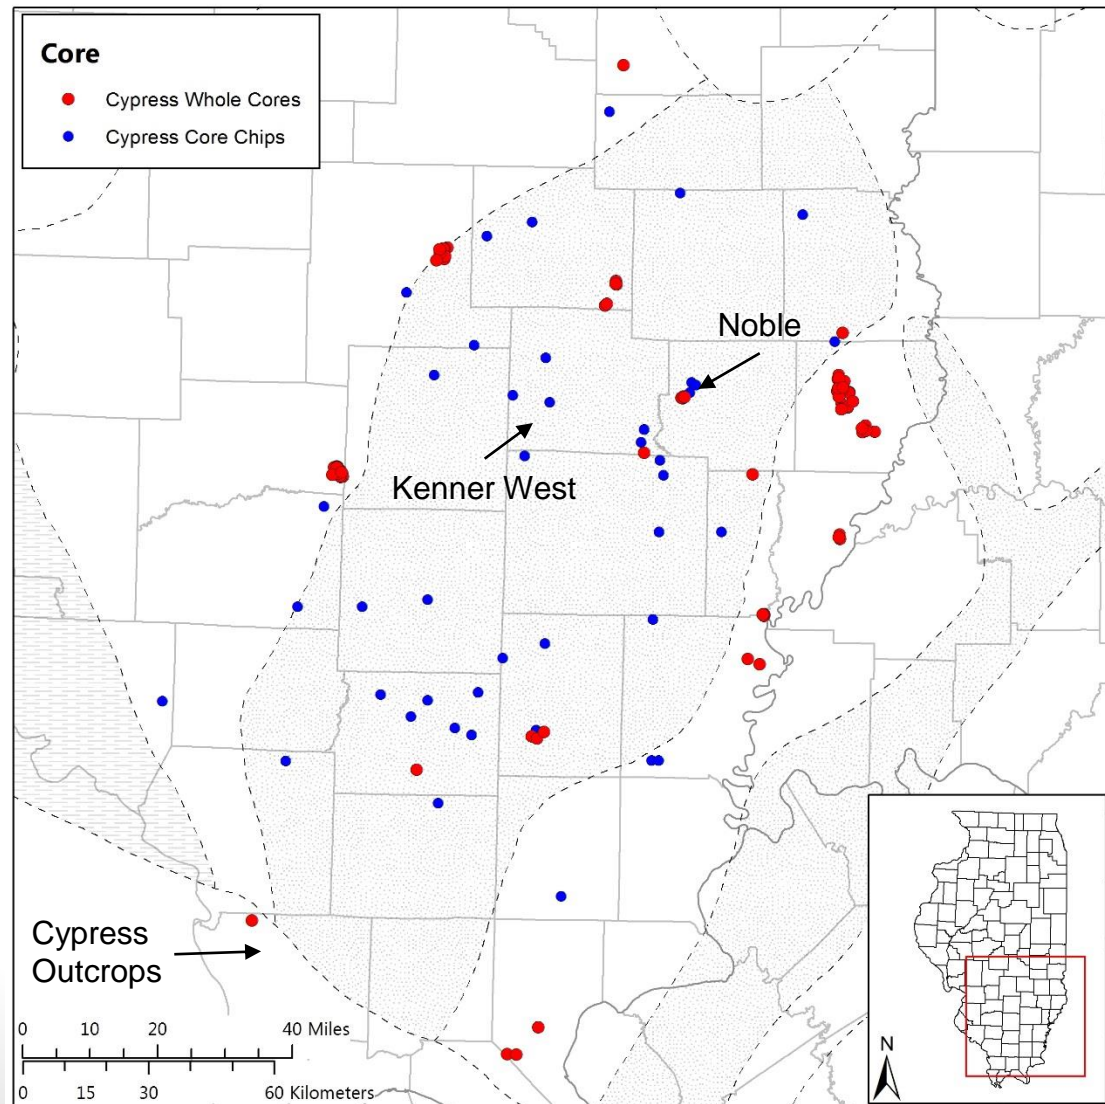 Core
Cypress Whole Cores
Cypress Core Chips
Noble
Kenner West
Cypress
Outcrops
0 10 20 40 Miles
0 15 30 60 Kilometers
N